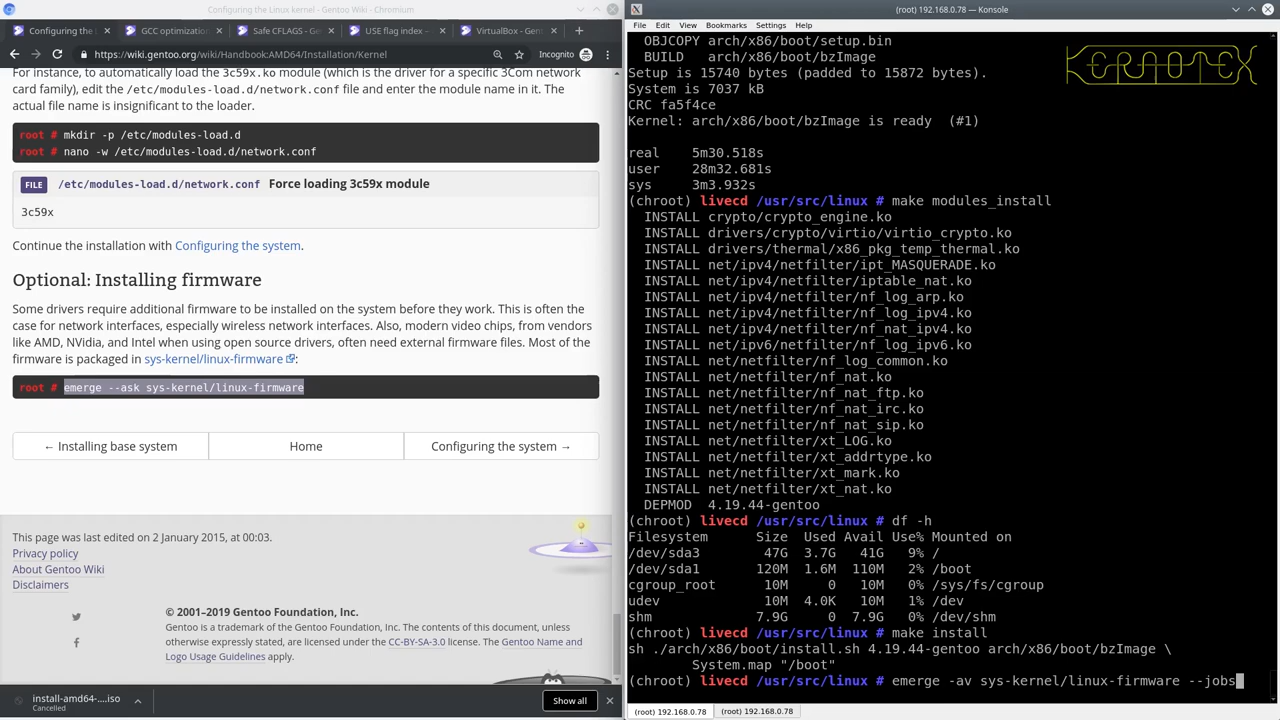 Configuring the Linux kernel - Gentoo Wiki - Chromium
Configuring the L
GCC optimization
Safe CFLAGS - Ge
USE flag index –
VirtualBox - Gent
https://wiki.gentoo.org/wiki/Handbook:AMD64/Installation/Kernel
Incognito
For instance, to automatically load the 3c59x.ko module (which is the driver for a specific 3Com network
card family), edit the /etc/modules-load.d/network.conf file and enter the module name in it. The
actual file name is insignificant to the loader.
root # mkdir -p /etc/modules-load.d
root # nano -w /etc/modules-load.d/network.conf
FILE /etc/modules-load.d/network.conf Force loading 3c59x module
3c59x
Continue the installation with Configuring the system.
Optional: Installing firmware
Some drivers require additional firmware to be installed on the system before they work. This is often the
case for network interfaces, especially wireless network interfaces. Also, modern video chips, from vendors
like AMD, NVidia, and Intel when using open source drivers, often need external firmware files. Most of the
firmware is packaged in sys-kernel/linux-firmware:
root # emerge --ask sys-kernel/linux-firmware
← Installing base system
Home
Configuring the system →
This page was last edited on 2 January 2015, at 00:03.
Privacy policy
About Gentoo Wiki
Disclaimers
© 2001–2019 Gentoo Foundation, Inc.
Gentoo is a trademark of the Gentoo Foundation, Inc. The contents of this document, unless
otherwise expressly stated, are licensed under the CC-BY-SA-3.0 license. The Gentoo Name and
Logo Usage Guidelines apply.
install-amd64-....iso
Cancelled
Show all
(root) 192.168.0.78 — Konsole
File Edit View Bookmarks Settings Help
KERNOTEX
OBJCOPY arch/x86/boot/setup.bin
BUILD arch/x86/boot/bzImage
Setup is 15740 bytes (padded to 15872 bytes).
System is 7037 kB
CRC fa5f4ce
Kernel: arch/x86/boot/bzImage is ready (#1)
real 5m30.518s
user 28m32.681s
sys 3m3.932s
(chroot) livecd /usr/src/linux # make modules_install
INSTALL crypto/crypto_engine.ko
INSTALL drivers/crypto/virtio/virtio_crypto.ko
INSTALL drivers/thermal/x86_pkg_temp_thermal.ko
INSTALL net/ipv4/netfilter/ipt_MASQUERADE.ko
INSTALL net/ipv4/netfilter/iptable_nat.ko
INSTALL net/ipv4/netfilter/nf_log_arp.ko
INSTALL net/ipv4/netfilter/nf_log_ipv4.ko
INSTALL net/ipv4/netfilter/nf_nat_ipv4.ko
INSTALL net/ipv6/netfilter/nf_log_ipv6.ko
INSTALL net/netfilter/nf_log_common.ko
INSTALL net/netfilter/nf_nat.ko
INSTALL net/netfilter/nf_nat_ftp.ko
INSTALL net/netfilter/nf_nat_irc.ko
INSTALL net/netfilter/nf_nat_sip.ko
INSTALL net/netfilter/xt_LOG.ko
INSTALL net/netfilter/xt_addrtype.ko
INSTALL net/netfilter/xt_mark.ko
INSTALL net/netfilter/xt_nat.ko
DEPMOD 4.19.44-gentoo
(chroot) livecd /usr/src/linux # df -h
Filesystem Size Used Avail Use% Mounted on
/dev/sda3 47G 3.7G 41G 9% /
/dev/sda1 120M 1.6M 110M 2% /boot
cgroup_root 10M 0 10M 0% /sys/fs/cgroup
udev 10M 4.0K 10M 1% /dev
shm 7.9G 0 7.9G 0% /dev/shm
(chroot) livecd /usr/src/linux # make install
sh ./arch/x86/boot/install.sh 4.19.44-gentoo arch/x86/boot/bzImage \
System.map "/boot"
(chroot) livecd /usr/src/linux # emerge -av sys-kernel/linux-firmware --jobs
(root) 192.168.0.78
(root) 192.168.0.78